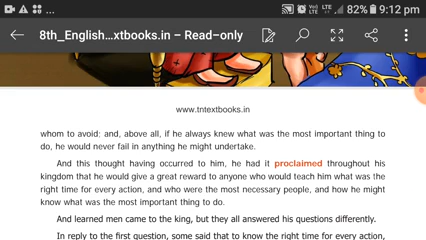 82% 9:12 pm
8th_English...xtbooks.in – Read–only
www.tntextbooks.in
whom to avoid; and, above all, if he always knew what was the most important thing to
do, he would never fail in anything he might undertake.
And this thought having occurred to him, he had it proclaimed throughout his
kingdom that he would give a great reward to anyone who would teach him what was the
right time for every action, and who were the most necessary people, and how he might
know what was the most important thing to do.
And learned men came to the king, but they all answered his questions differently.
In reply to the first question, some said that to know the right time for every action,